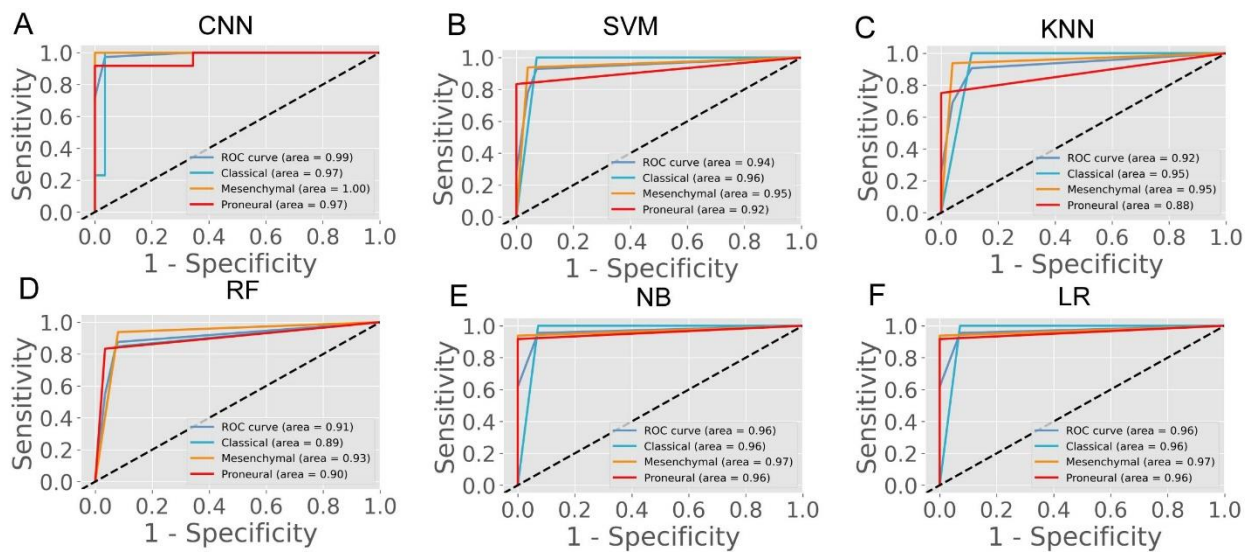 A
CNN
1.0
0.8
0.6
0.4
0.2
0.0
Sensitivity
ROC curve (area = 0.99)
Classical (area = 0.97)
Mesenchymal (area = 1.00)
Proneural (area = 0.97)
0.0 0.2 0.4 0.6 0.8 1.0
1 - Specificity
B
SVM
1.0
0.8
0.6
0.4
0.2
0.0
Sensitivity
ROC curve (area = 0.94)
Classical (area = 0.96)
Mesenchymal (area = 0.95)
Proneural (area = 0.92)
0.0 0.2 0.4 0.6 0.8 1.0
1 - Specificity
C
KNN
1.0
0.8
0.6
0.4
0.2
0.0
Sensitivity
ROC curve (area = 0.92)
Classical (area = 0.95)
Mesenchymal (area = 0.95)
Proneural (area = 0.88)
0.0 0.2 0.4 0.6 0.8 1.0
1 - Specificity
D
RF
1.0
0.8
0.6
0.4
0.2
0.0
Sensitivity
ROC curve (area = 0.91)
Classical (area = 0.89)
Mesenchymal (area = 0.93)
Proneural (area = 0.90)
0.0 0.2 0.4 0.6 0.8 1.0
1 - Specificity
E
NB
1.0
0.8
0.6
0.4
0.2
0.0
Sensitivity
ROC curve (area = 0.96)
Classical (area = 0.96)
Mesenchymal (area = 0.97)
Proneural (area = 0.96)
0.0 0.2 0.4 0.6 0.8 1.0
1 - Specificity
F
LR
1.0
0.8
0.6
0.4
0.2
0.0
Sensitivity
ROC curve (area = 0.96)
Classical (area = 0.96)
Mesenchymal (area = 0.97)
Proneural (area = 0.96)
0.0 0.2 0.4 0.6 0.8 1.0
1 - Specificity